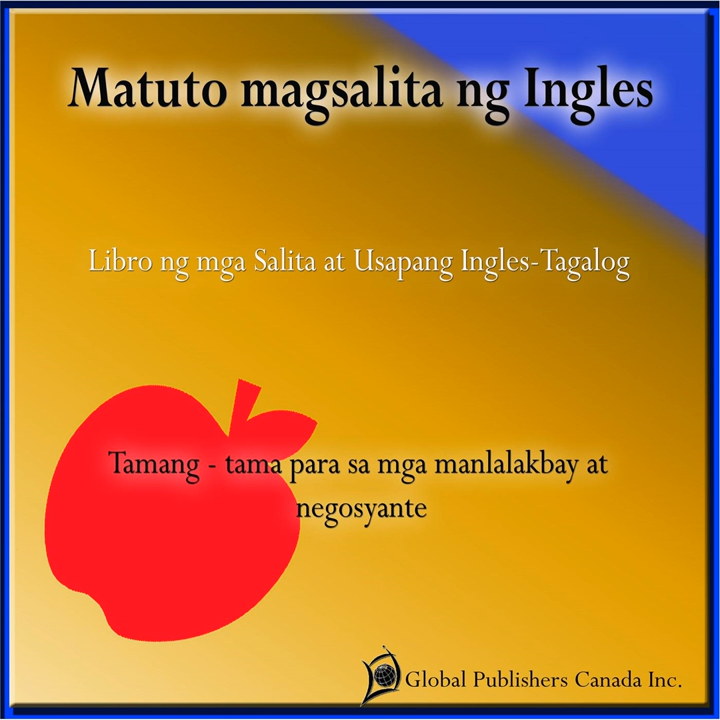 Matuto magsalita ng Ingles
Libro ng mga Salita at Usapang Ingles-Tagalog
Tamang - tama para sa mga manlalakbay at
negosyante
Global Publishers Canada Inc.